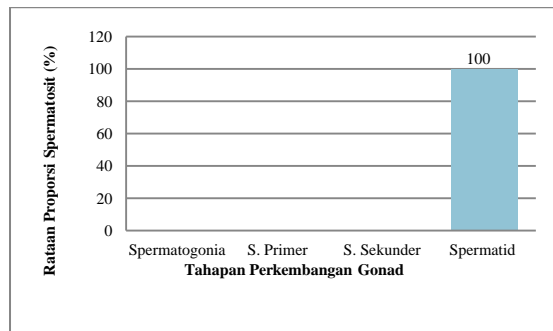 Rataan Proporsi Spermatosit (%)
120
100
80
60
40
20
0
100
Spermatogonia S. Primer S. Sekunder Spermatid
Tahapan Perkembangan Gonad